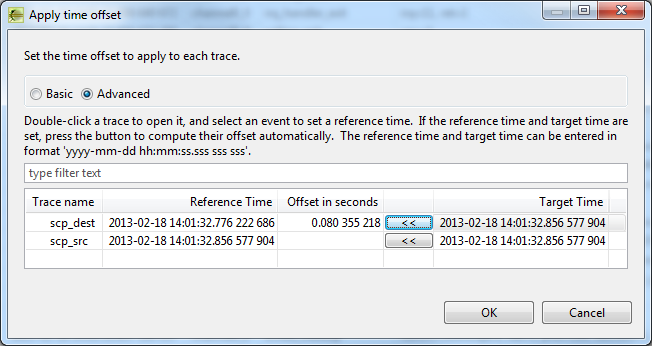 Apply time offset
Set the time offset to apply to each trace.
Basic Advanced
Double-click a trace to open it, and select an event to set a reference time. If the reference time and target time are
set, press the button to compute their offset automatically. The reference time and target time can be entered in
format 'yyyy-mm-dd hh:mm:ss.sss sss sss'.
type filter text
Trace name Reference Time Offset in seconds Target Time
scp_dest 2013-02-18 14:01:32.776 222 686 0.080 355 218 << 2013-02-18 14:01:32.856 577 904
scp_src 2013-02-18 14:01:32.856 577 904 << 2013-02-18 14:01:32.856 577 904
OK Cancel